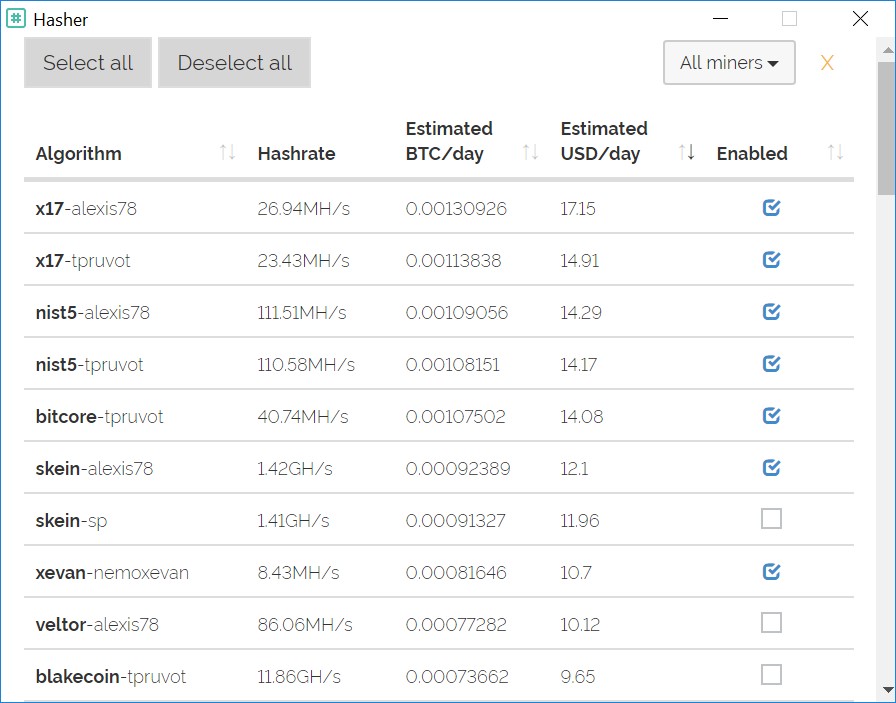 Hasher
Select all Deselect all All miners X
Estimated Estimated
Algorithm Hashrate BTC/day USD/day Enabled
x17-alexis78 26.94MH/s 0.00130926 17.15
x17-tpruvot 23.43MH/s 0.00113838 14.91
nist5-alexis78 111.51MH/s 0.00109056 14.29
nist5-tpruvot 110.58MH/s 0.00108151 14.17
bitcore-tpruvot 40.74MH/s 0.00107502 14.08
skein-alexis78 1.42GH/s 0.00092389 12.1
skein-sp 1.41GH/s 0.00091327 11.96
xevan-nemoxevan 8.43MH/s 0.00081646 10.7
veltor-alexis78 86.06MH/s 0.00077282 10.12
blakecoin-tpruvot 11.86GH/s 0.00073662 9.65